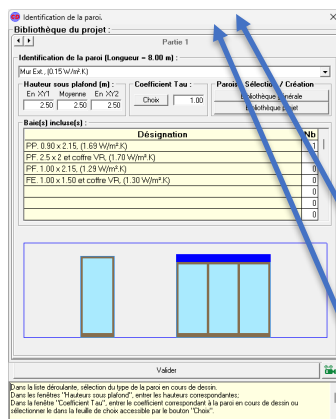 Identification de la paroi.
Bibliothèque du projet :
Partie 1
Identification de la paroi (Longueur = 8.00 m) :
Mur Ext., (0.15 W/m².K)
Hauteur sous plafond (m) :
En XY1 Moyenne En XY2
2.50 2.50 2.50
Coefficient Tau :
Choix 1.00
Parois Sélection / Création
Bibliothèque générale
Bibliothèque projet
Baie(s) incluse(s) :
Désignation Nb
PP. 0.90 x 2.15, (1.69 W/m².K) 1
PF. 2.5 x 2 et coffre VR, (1.70 W/m².K)
PF. 1.00 x 2.15, (1.29 W/m².K) 0
FE. 1.00 x 1.50 et coffre VR, (1.30 W/m².K) 0
0
0
0
Valider
Dans la liste déroulante, sélection du type de la paroi en cours de dessin.
Dans les fenêtres "Hauteurs sous plafond", entrer les hauteurs correspondantes;
Dans la fenêtre "Coefficient Tau", entrer le coefficient correspondant à la paroi en cours de dessin ou
sélectionner le dans la feuille de choix accessible par le bouton "Choix".